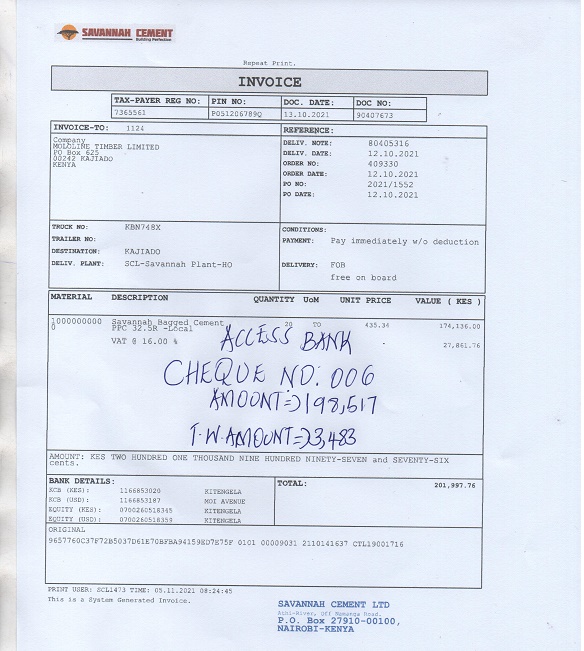 SAVANNAH CEMENT
Building Perfection
Repeat Print.
INVOICE
TAX-PAYER REG NO: PIN NO: DOC. DATE: DOC NO:
7365561 P051206789Q 13.10.2021 90407673
INVOICE-TO: 1124 REFERENCE:
Company
MOLOLINE TIMBER LIMITED
PO Box 625
00242 KAJIADO
KENYA
DELIV. NOTE: 80405316
DELIV. DATE: 12.10.2021
ORDER NO: 409330
ORDER DATE: 12.10.2021
PO NO: 2021/1552
PO DATE: 12.10.2021
TRUCK NO: KBN748X
TRAILER NO:
DESTINATION: KAJIADO
DELIV. PLANT: SCL-Savannah Plant-HO
CONDITIONS:
PAYMENT: Pay immediately w/o deduction
DELIVERY: FOB
free on board
MATERIAL DESCRIPTION QUANTITY UoM UNIT PRICE VALUE ( KES )
1000000000 Savannah Bagged Cement 20 TO 435.34 174,136.00
0 PPC 32.5R -Local
VAT @ 16.00 % 27,861.76
ACCESS BANK
CHEQUE NO: 006
AMOUNT=>198,517
T.W.AMOUNT=>3,483
AMOUNT: KES TWO HUNDRED ONE THOUSAND NINE HUNDRED NINETY-SEVEN and SEVENTY-SIX
cents.
BANK DETAILS: TOTAL: 201,997.76
KCB (KES): 1166853020 KITENGELA
KCB (USD): 1166853187 MOI AVENUE
EQUITY (KES): 0700260518345 KITENGELA
EQUITY (USD): 0700260518359 KITENGELA
ORIGINAL
9657760C37F72B5037D61E70BFBA94159ED7E75F 0101 00009031 2110141637 CTL19001716
PRINT USER: SCL1473 TIME: 05.11.2021 08:24:45
This is a System Generated Invoice.
SAVANNAH CEMENT LTD
Athi-River, Off Namanga Road.
P.O. Box 27910-00100,
NAIROBI-KENYA